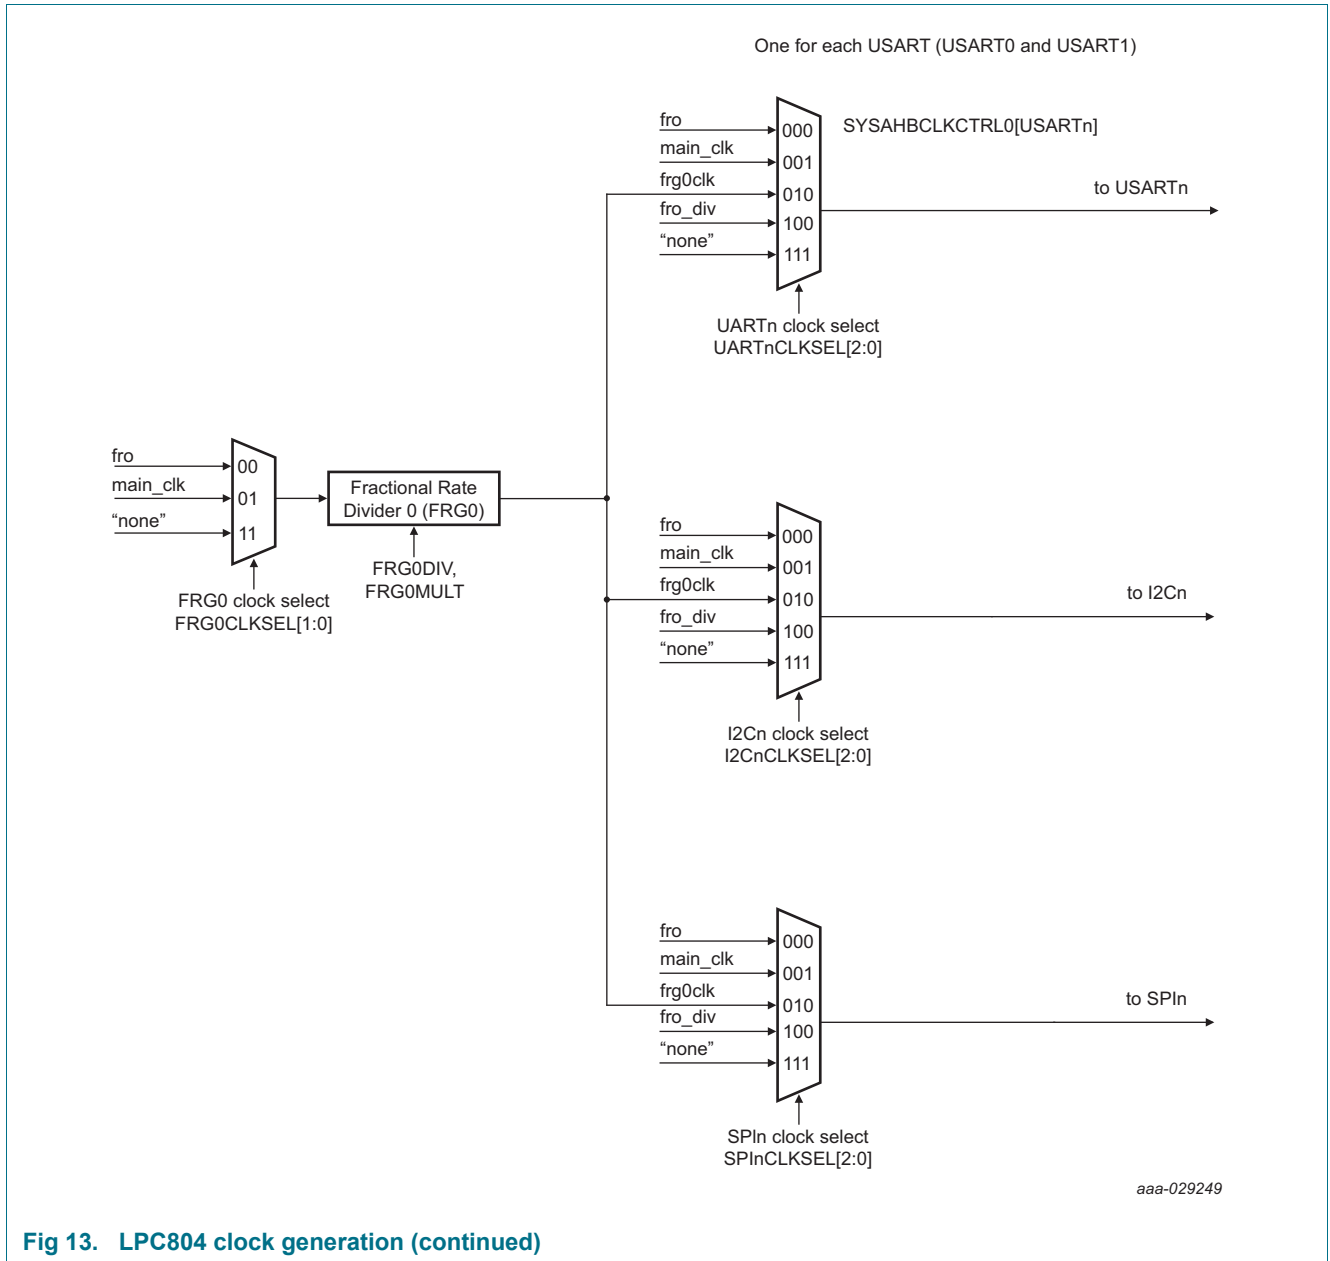 One for each USART (USART0 and USART1)
fro
000
SYSAHBCLKCTRL0[USARTn]
main_clk
001
frg0clk
010
to USARTn
fro_div
100
“none”
111
UARTn clock select
UARTnCLKSEL[2:0]
fro
00
main_clk
01
“none”
11
FRG0 clock select
FRG0CLKSEL[1:0]
Fractional Rate
Divider 0 (FRG0)
FRG0DIV,
FRG0MULT
fro
000
main_clk
001
frg0clk
010
to I2Cn
fro_div
100
“none”
111
I2Cn clock select
I2CnCLKSEL[2:0]
fro
000
main_clk
001
frg0clk
010
to SPIn
fro_div
100
“none”
111
SPIn clock select
SPInCLKSEL[2:0]
aaa-029249
Fig 13. LPC804 clock generation (continued)